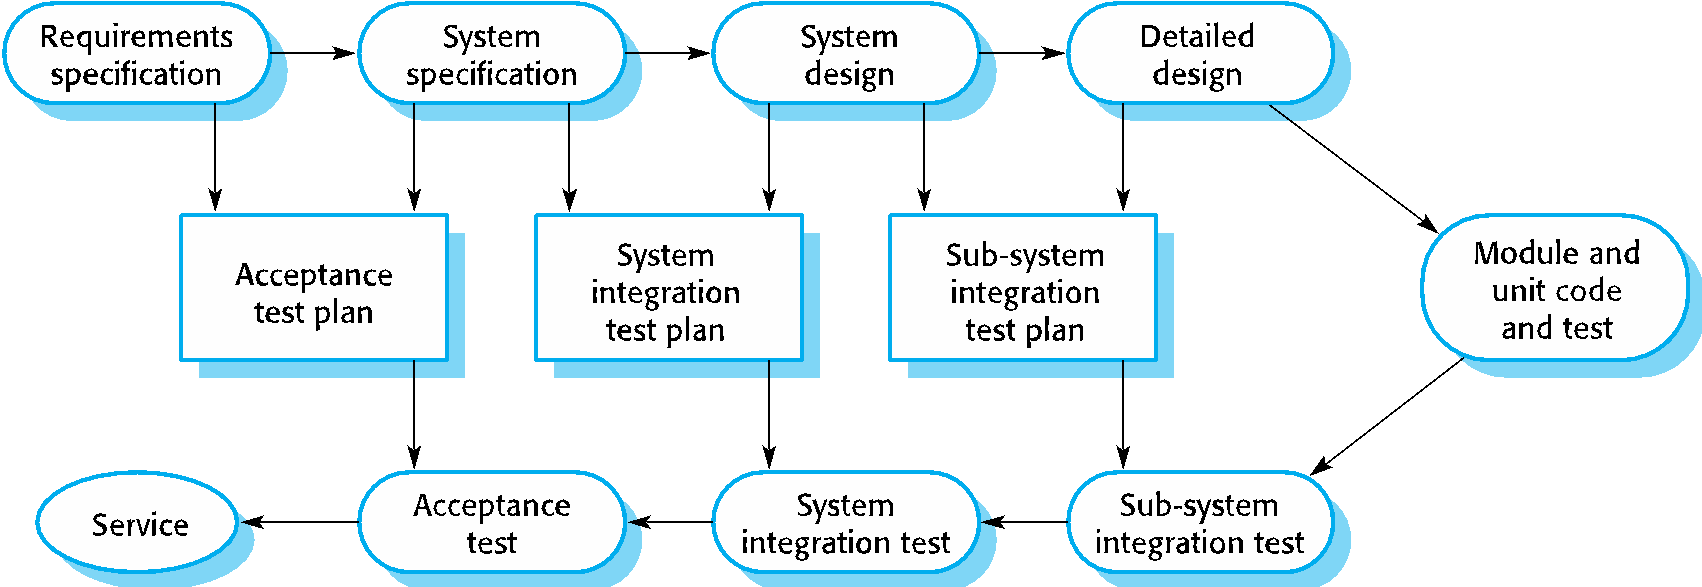 Requirements
specification
System
specification
System
design
Detailed
design
Acceptance
test plan
System
integration
test plan
Sub-system
integration
test plan
Module and
unit code
and test
Service
Acceptance
test
System
integration test
Sub-system
integration test